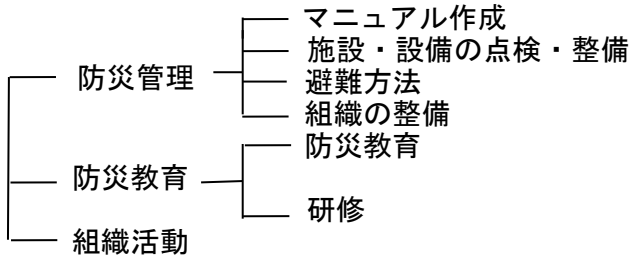 マニュアル作成
施設・設備の点検・整備
防災管理
避難方法
組織の整備
防災教育
防災教育
研修
組織活動